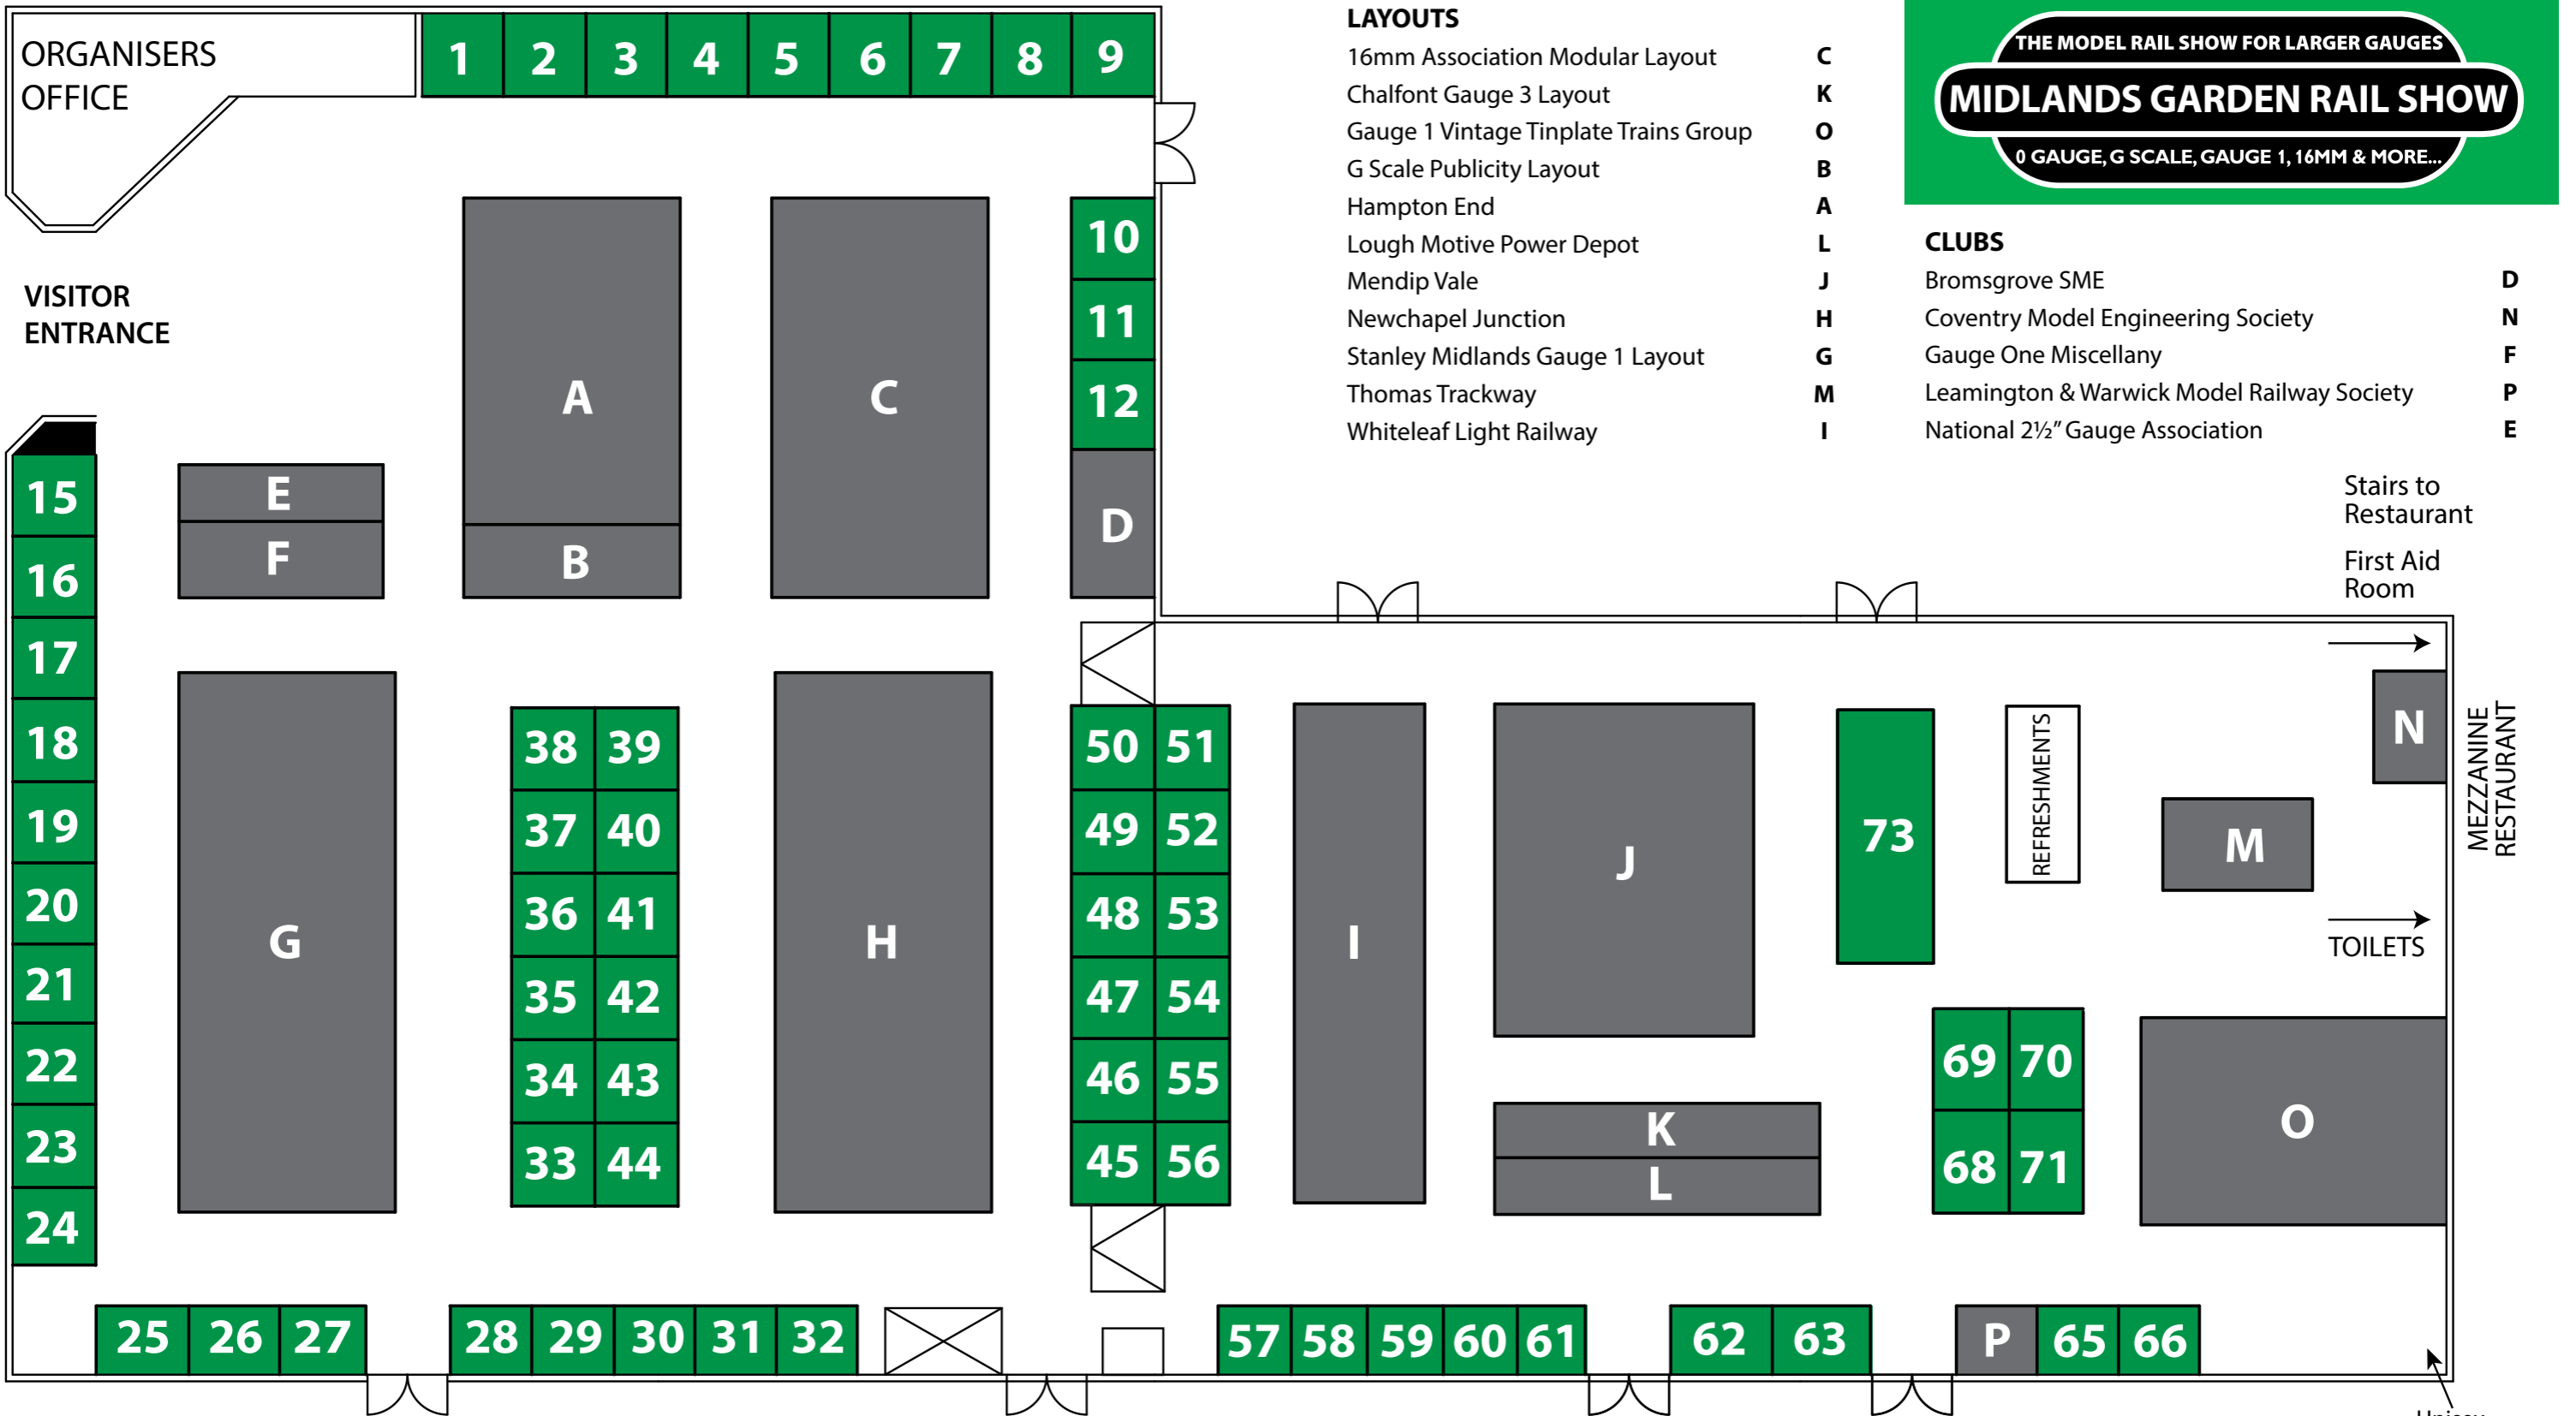 ORGANISERS
OFFICE
1 2 3 4 5 6 7 8 9
VISITOR
ENTRANCE
10
11
12
A
C
D
B
E
F
15
16
17
18
19
20
21
22
23
24
G
38 39
37 40
36 41
35 42
34 43
33 44
H
50 51
49 52
48 53
47 54
46 55
45 56
I
J
K
L
73
REFRESHMENTS
M
N
69 70
68 71
O
25 26 27
28 29 30 31 32
57 58 59 60 61
62 63
P 65 66
LAYOUTS
16mm Association Modular Layout C
Chalfont Gauge 3 Layout K
Gauge 1 Vintage Tinplate Trains Group O
G Scale Publicity Layout B
Hampton End A
Lough Motive Power Depot L
Mendip Vale J
Newchapel Junction H
Stanley Midlands Gauge 1 Layout G
Thomas Trackway M
Whiteleaf Light Railway I
THE MODEL RAIL SHOW FOR LARGER GAUGES
MIDLANDS GARDEN RAIL SHOW
0 GAUGE, G SCALE, GAUGE 1, 16MM & MORE...
CLUBS
Bromsgrove SME D
Coventry Model Engineering Society N
Gauge One Miscellany F
Leamington & Warwick Model Railway Society P
National 2½” Gauge Association E
Stairs to
Restaurant
First Aid
Room
MEZZANINE
RESTAURANT
TOILETS